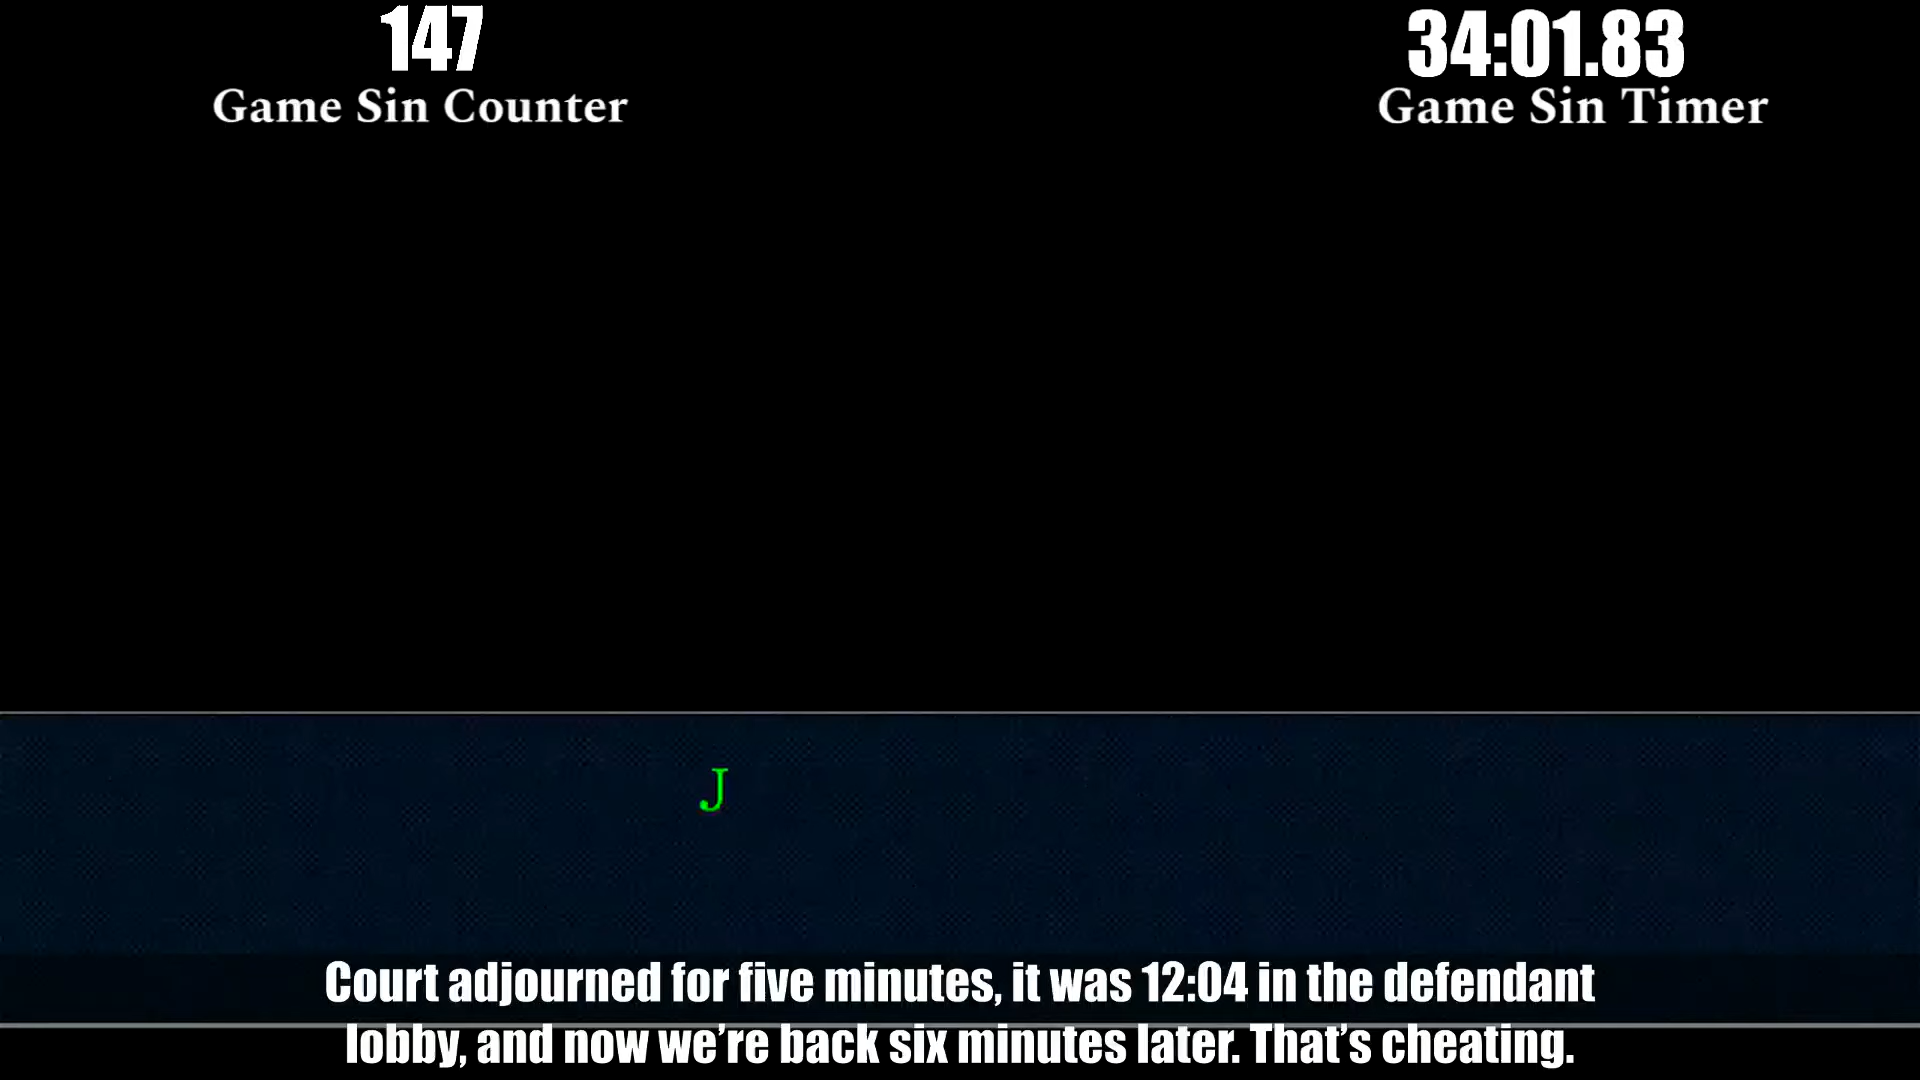 147
Game Sin Counter
34:01.83
Game Sin Timer
J
Court adjourned for five minutes, it was 12:04 in the defendant
lobby, and now we’re back six minutes later. That’s cheating.